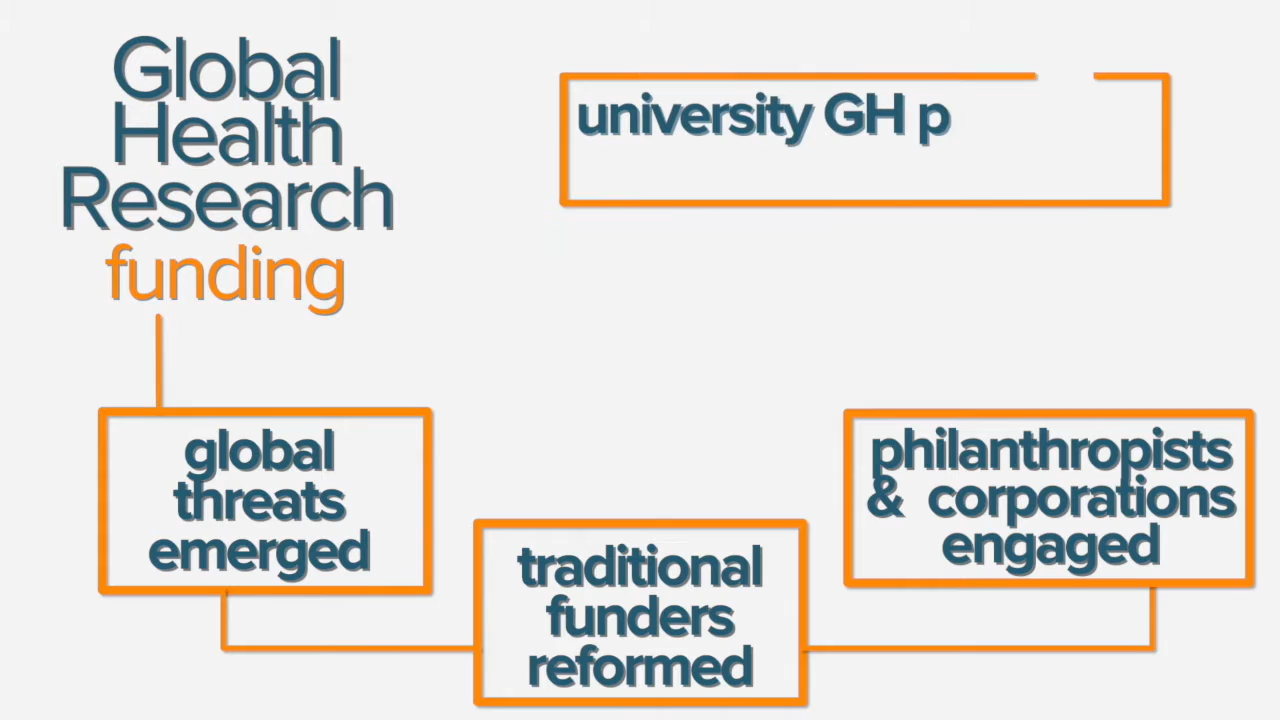 Global
Health
Research
funding
university GH p
global
threats
emerged
traditional
funders
reformed
philanthropists
& corporations
engaged